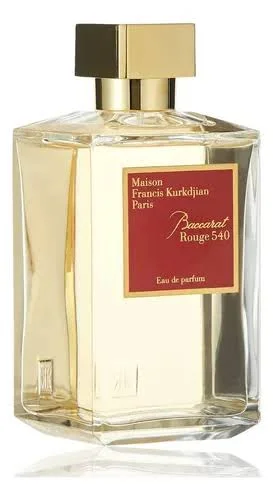 Maison
Francis Kurkdjian
Paris
Baccarat
Rouge 540
Eau de parfum